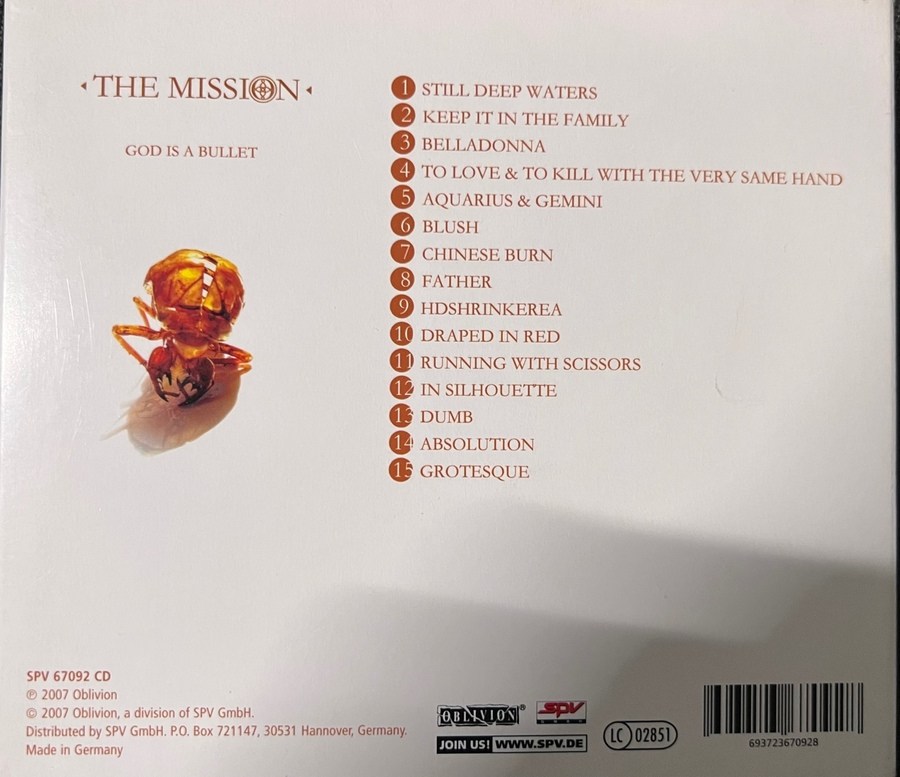 THE MISSION
GOD IS A BULLET
1 STILL DEEP WATERS
2 KEEP IT IN THE FAMILY
3 BELLADONNA
4 TO LOVE & TO KILL WITH THE VERY SAME HAND
5 AQUARIUS & GEMINI
6 BLUSH
7 CHINESE BURN
8 FATHER
9 HDSHRINKEREA
10 DRAPED IN RED
11 RUNNING WITH SCISSORS
12 IN SILHOUETTE
13 DUMB
14 ABSOLUTION
15 GROTESQUE
SPV 67092 CD
℗ 2007 Oblivion
© 2007 Oblivion, a division of SPV GmbH.
Distributed by SPV GmbH. P.O. Box 721147, 30531 Hannover, Germany.
Made in Germany
OBLIVION®
SPV
JOIN US! WWW.SPV.DE
LC 02851
693723670928